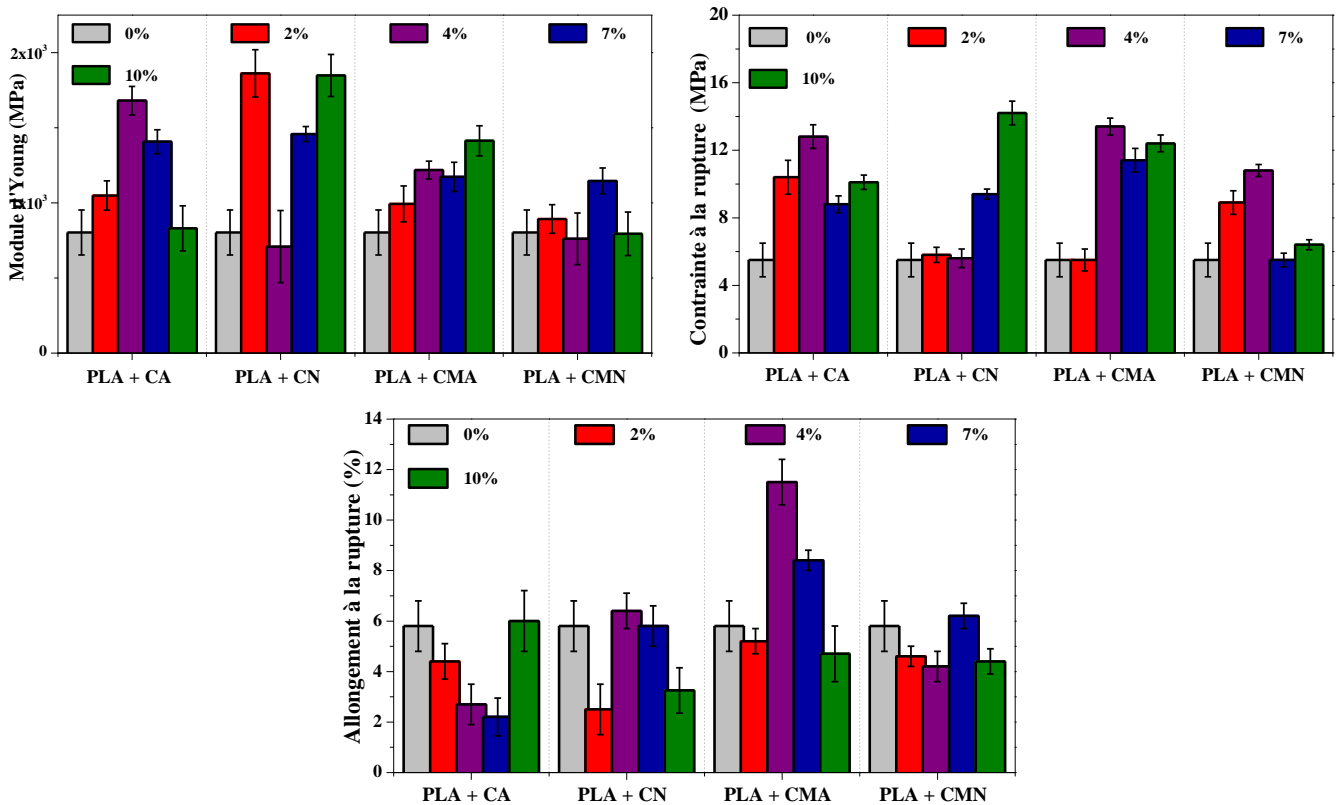 0% 2% 4% 7%
10%
2x10³
1x10³
0
Module d'Young (MPa)
PLA + CA PLA + CN PLA + CMA PLA + CMN
0% 2% 4% 7%
10%
20
16
12
8
4
0
Contrainte à la rupture (MPa)
PLA + CA PLA + CN PLA + CMA PLA + CMN
0% 2% 4% 7%
10%
14
12
10
8
6
4
2
0
Allongement à la rupture (%)
PLA + CA PLA + CN PLA + CMA PLA + CMN